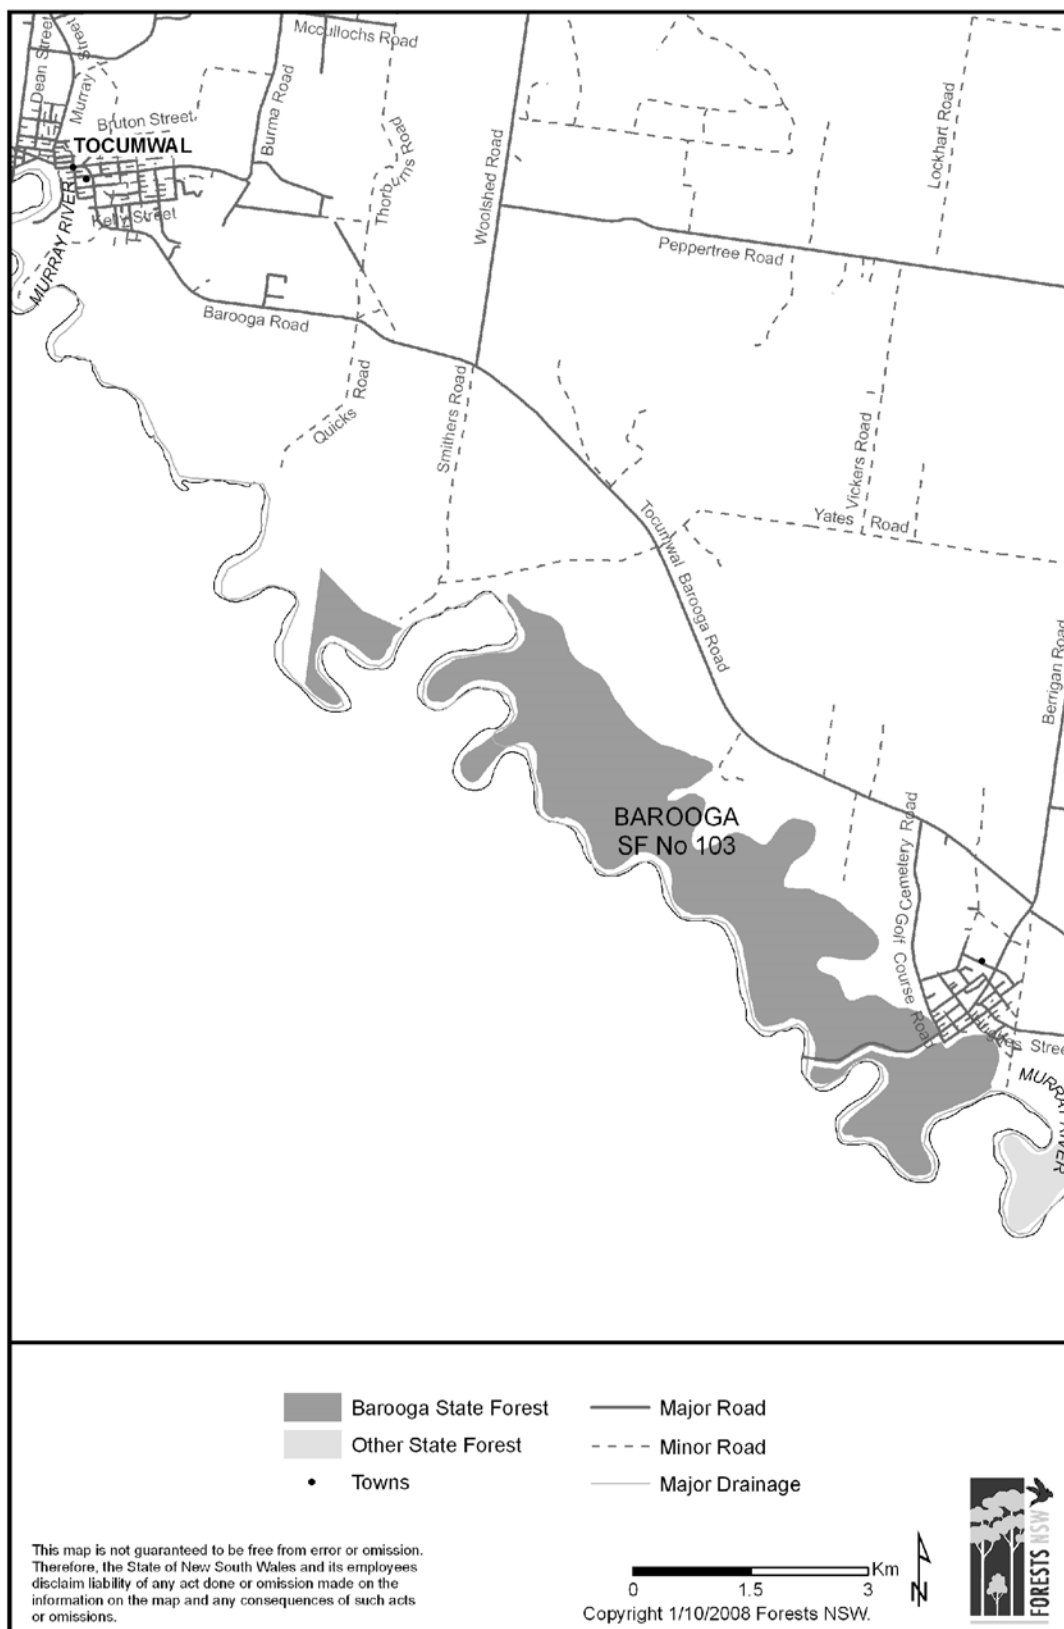 Mccullochs Road
Dean Street
Murray Street
Bruton Street
TOCUMWAL
Burma Road
Thorburns Road
Woolshed Road
Lockhart Road
Kelly Street
MURRAY RIVER
Peppertree Road
Barooga Road
Quicks Road
Smithers Road
Vickers Road
Yates Road
Tocumwal Barooga Road
Berrigan Road
BAROOGA
SF No 103
Cemetery Road
Golf Course Road
MURRAY RIVER
Barooga State Forest
Other State Forest
Towns
Major Road
Minor Road
Major Drainage
This map is not guaranteed to be free from error or omission.
Therefore, the State of New South Wales and its employees
disclaim liability of any act done or omission made on the
information on the map and any consequences of such acts
or omissions.
0 1.5 3 Km
Copyright 1/10/2008 Forests NSW.
N
FORESTS NSW